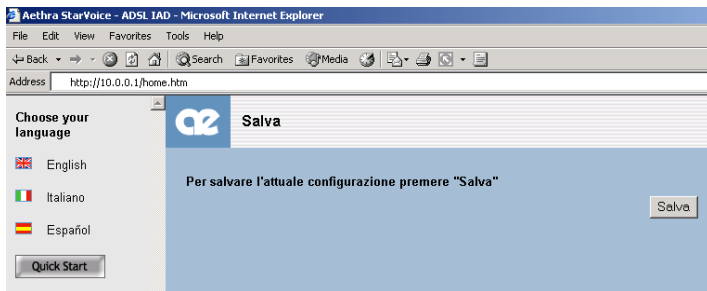 Aethra StarVoice - ADSL IAD - Microsoft Internet Explorer
File Edit View Favorites Tools Help
Back Search Favorites Media
Address http://10.0.0.1/home.htm
Choose your
language
English
Italiano
Español
Quick Start
ae Salva
Per salvare l'attuale configurazione premere "Salva"
Salva